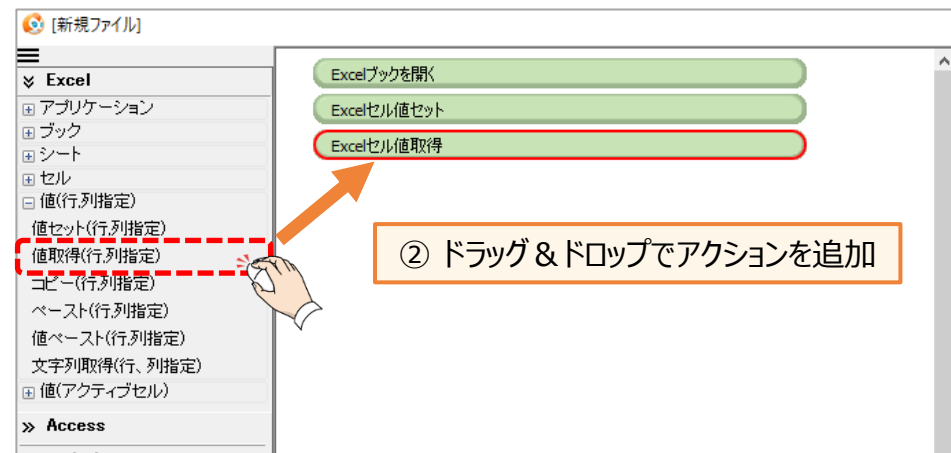 [新規ファイル]
Excel
アプリケーション
ブック
シート
セル
値(行,列指定)
値セット(行,列指定)
値取得(行,列指定)
コピー(行,列指定)
ペースト(行,列指定)
値ペースト(行,列指定)
文字列取得(行、列指定)
値(アクティブセル)
Access
Excelブックを開く
Excelセル値セット
Excelセル値取得
② ドラッグ＆ドロップでアクションを追加